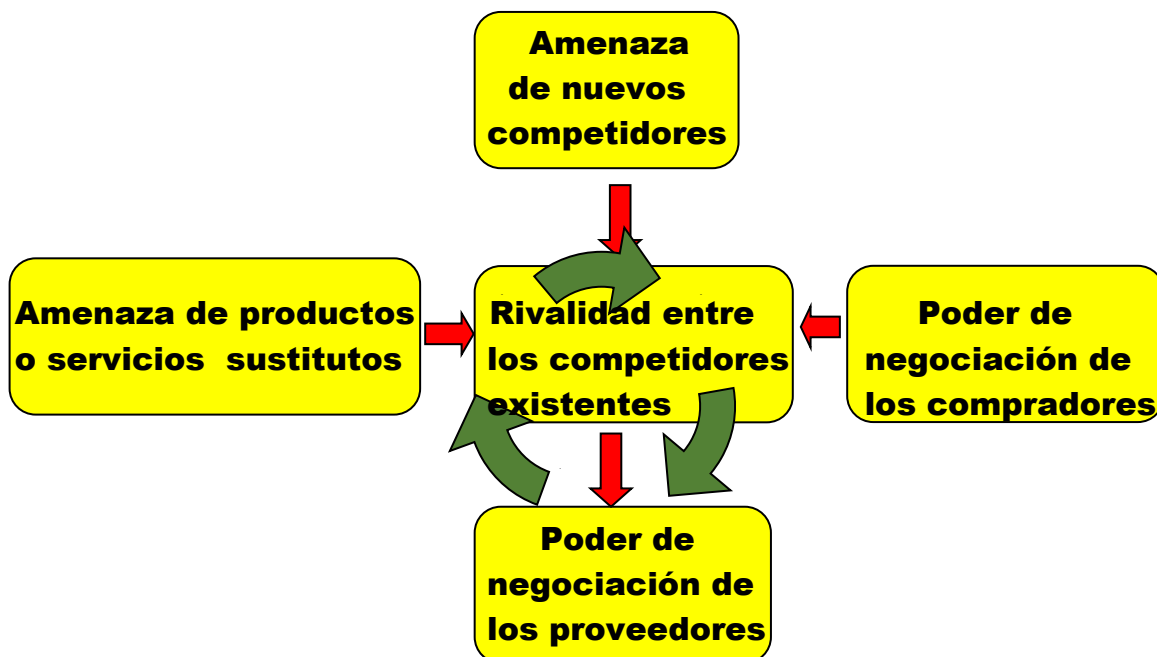 Amenaza
de nuevos
competidores
Amenaza de productos
o servicios sustitutos
Rivalidad entre
los competidores
existentes
Poder de
negociación de
los compradores
Poder de
negociación de
los proveedores